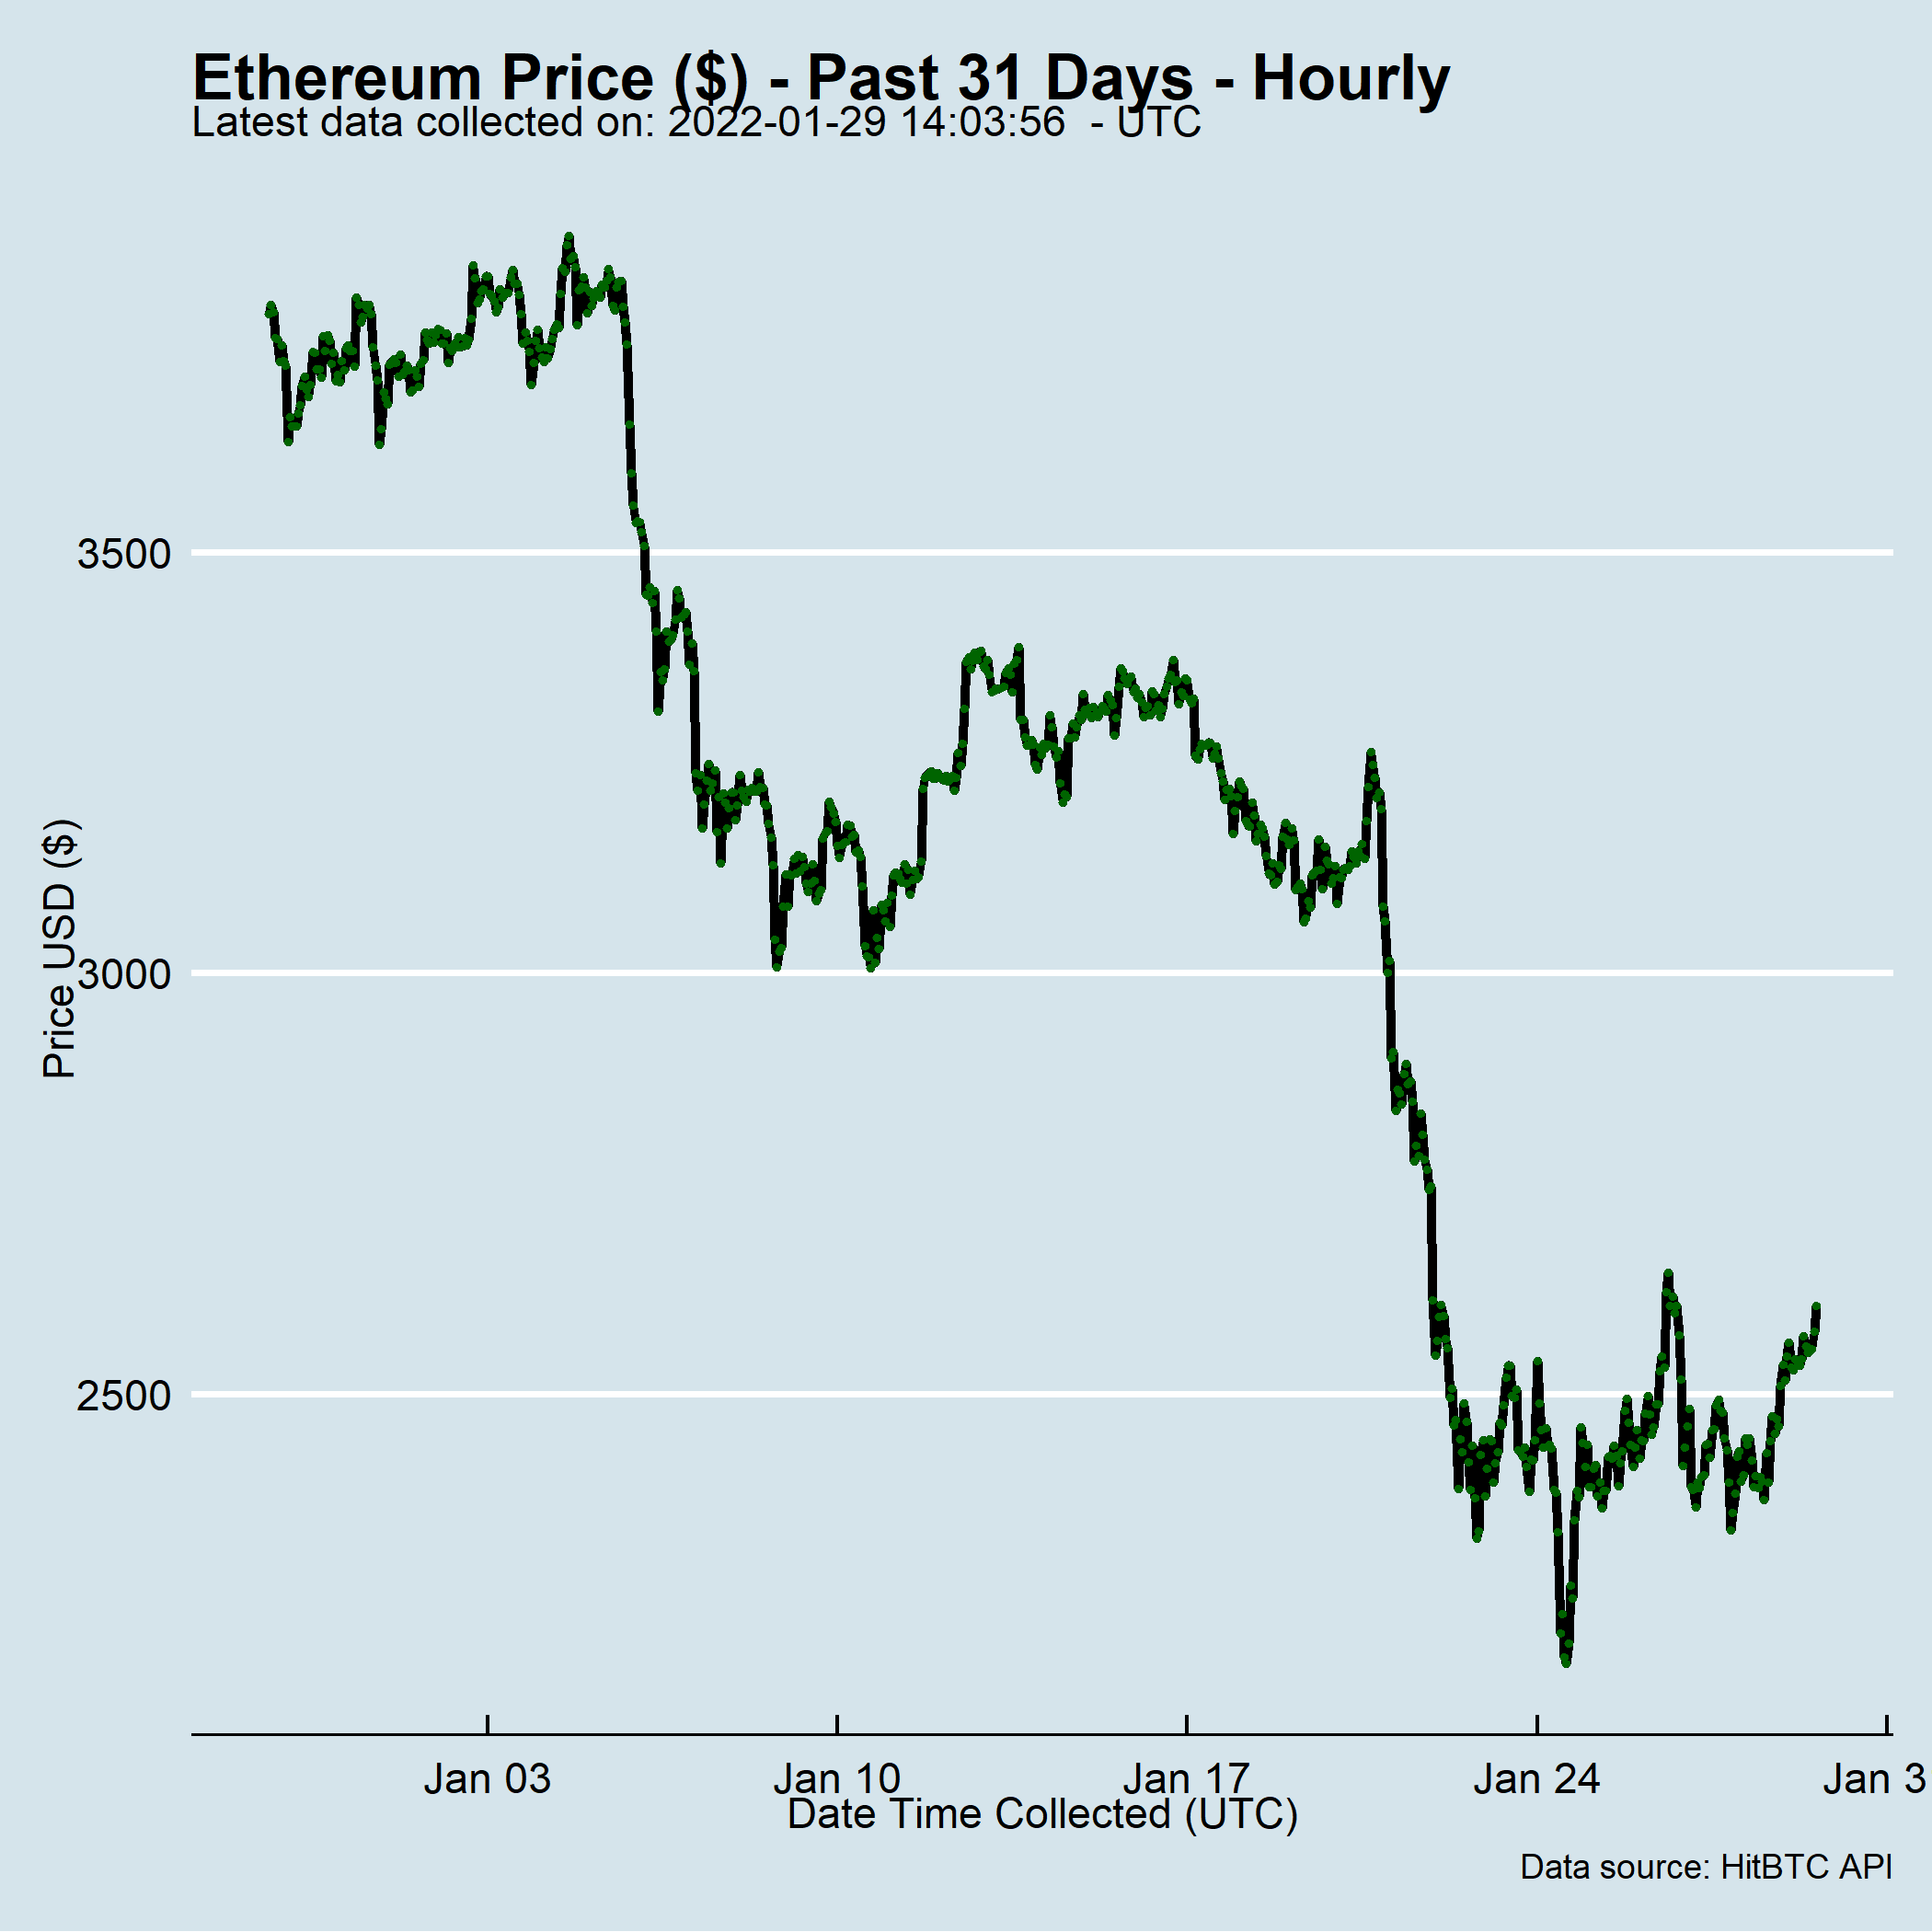 Ethereum Price ($) - Past 31 Days - Hourly
Latest data collected on: 2022-01-29 14:03:56  - UTC
3500
3000
2500
Price USD ($)
Jan 03
Jan 10
Jan 17
Jan 24
Jan 3
Date Time Collected (UTC)
Data source: HitBTC API